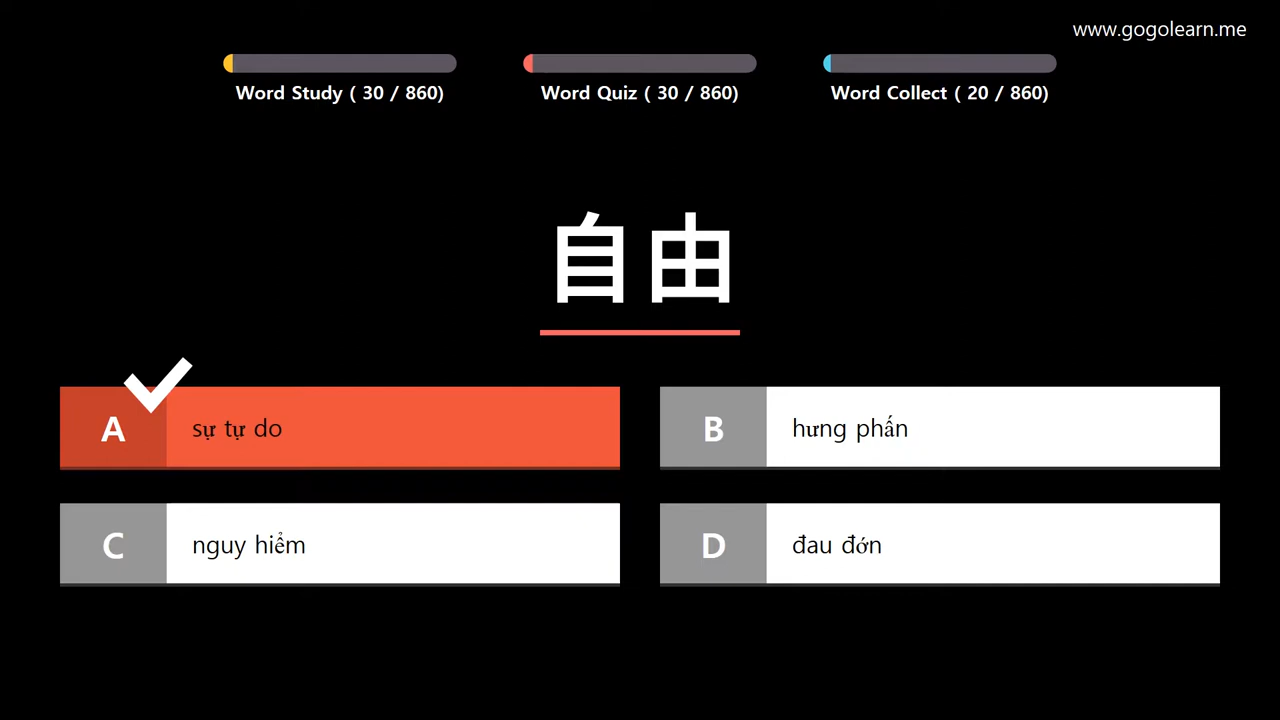 www.gogolearn.me
Word Study ( 30 / 860)
Word Quiz ( 30 / 860)
Word Collect ( 20 / 860)
自由
A
sự tự do
B
hưng phấn
C
nguy hiểm
D
đau đớn